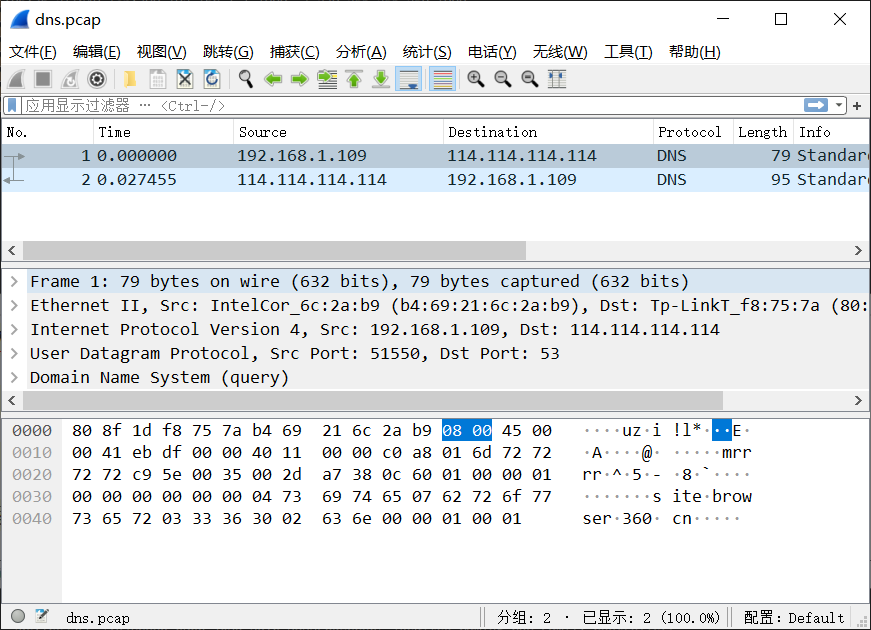 dns.pcap
文件(F) 编辑(E) 视图(V) 跳转(G) 捕获(C) 分析(A) 统计(S) 电话(Y) 无线(W) 工具(T) 帮助(H)
应用显示过滤器 … <Ctrl-/>
No. Time Source Destination Protocol Length Info
1 0.000000 192.168.1.109 114.114.114.114 DNS 79 Standar
2 0.027455 114.114.114.114 192.168.1.109 DNS 95 Standar
Frame 1: 79 bytes on wire (632 bits), 79 bytes captured (632 bits)
Ethernet II, Src: IntelCor_6c:2a:b9 (b4:69:21:6c:2a:b9), Dst: Tp-LinkT_f8:75:7a (80:
Internet Protocol Version 4, Src: 192.168.1.109, Dst: 114.114.114.114
User Datagram Protocol, Src Port: 51550, Dst Port: 53
Domain Name System (query)
0000 80 8f 1d f8 75 7a b4 69 21 6c 2a b9 08 00 45 00 ····uz·i !l*···E·
0010 00 41 eb df 00 00 40 11 00 00 c0 a8 01 6d 72 72 ·A····@· ·····mrr
0020 72 72 c9 5e 00 35 00 2d a7 38 0c 60 01 00 00 01 rr·^·5·- ·8·`····
0030 00 00 00 00 00 00 04 73 69 74 65 07 62 72 6f 77 ·······s ite·brow
0040 73 65 72 03 33 36 30 02 63 6e 00 00 01 00 01 ser·360· cn·····
dns.pcap 分组: 2 · 已显示: 2 (100.0%) 配置: Default